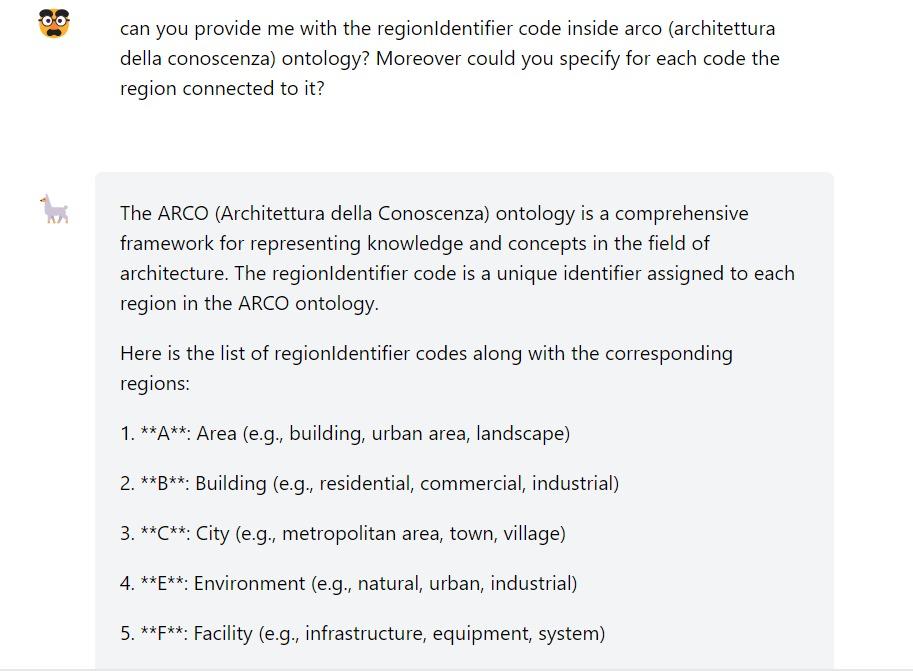 can you provide me with the regionIdentifier code inside arco (architettura
della conoscenza) ontology? Moreover could you specify for each code the
region connected to it?
The ARCO (Architettura della Conoscenza) ontology is a comprehensive
framework for representing knowledge and concepts in the field of
architecture. The regionIdentifier code is a unique identifier assigned to each
region in the ARCO ontology.
Here is the list of regionIdentifier codes along with the corresponding
regions:
1. **A**: Area (e.g., building, urban area, landscape)
2. **B**: Building (e.g., residential, commercial, industrial)
3. **C**: City (e.g., metropolitan area, town, village)
4. **E**: Environment (e.g., natural, urban, industrial)
5. **F**: Facility (e.g., infrastructure, equipment, system)